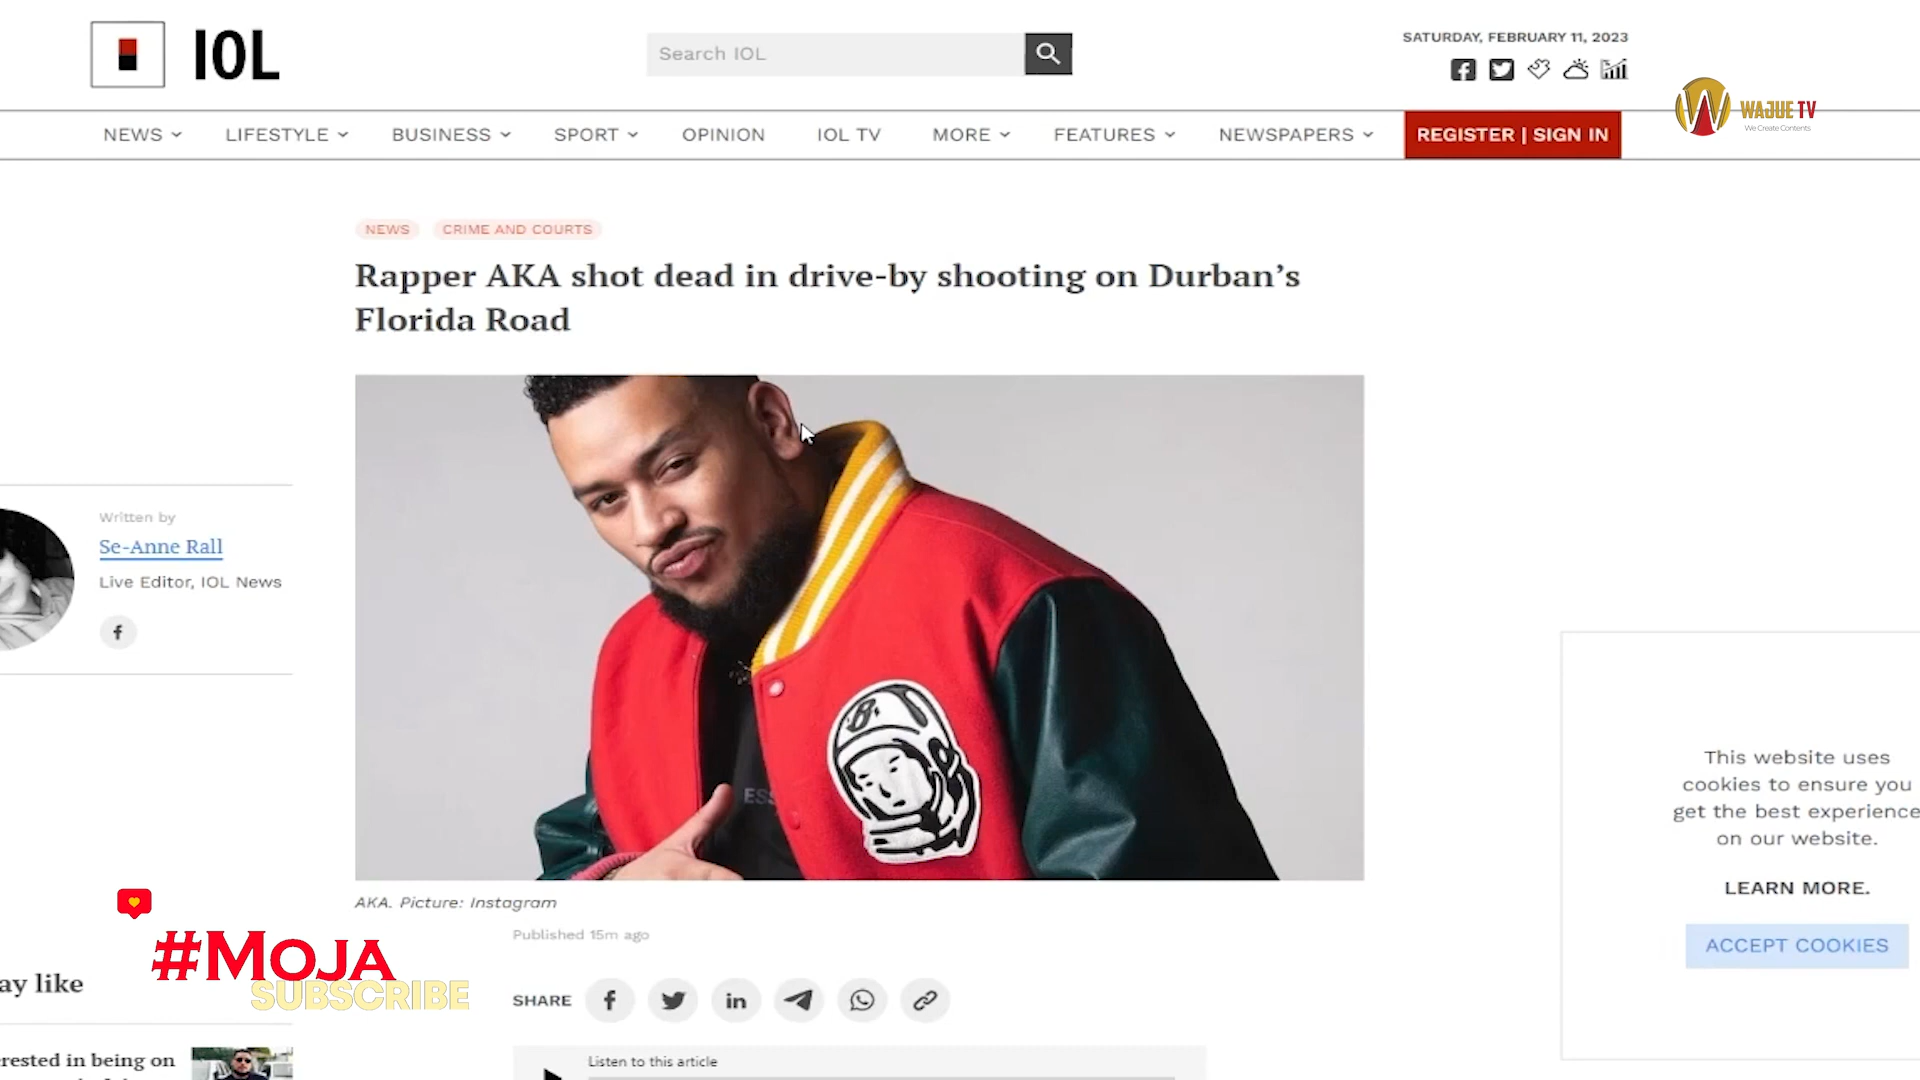 IOL
Search IOL
SATURDAY, FEBRUARY 11, 2023
WAJUE TV
We Create Contents
NEWS LIFESTYLE BUSINESS SPORT OPINION IOL TV MORE FEATURES NEWSPAPERS REGISTER | SIGN IN
NEWS CRIME AND COURTS
Rapper AKA shot dead in drive-by shooting on Durban’s
Florida Road
Written by
Se-Anne Rall
Live Editor, IOL News
AKA. Picture: Instagram
Published 15m ago
SHARE
Listen to this article
#MOJA
SUBSCRIBE
ay like
rested in being on
This website uses
cookies to ensure you
get the best experience
on our website.
LEARN MORE.
ACCEPT COOKIES